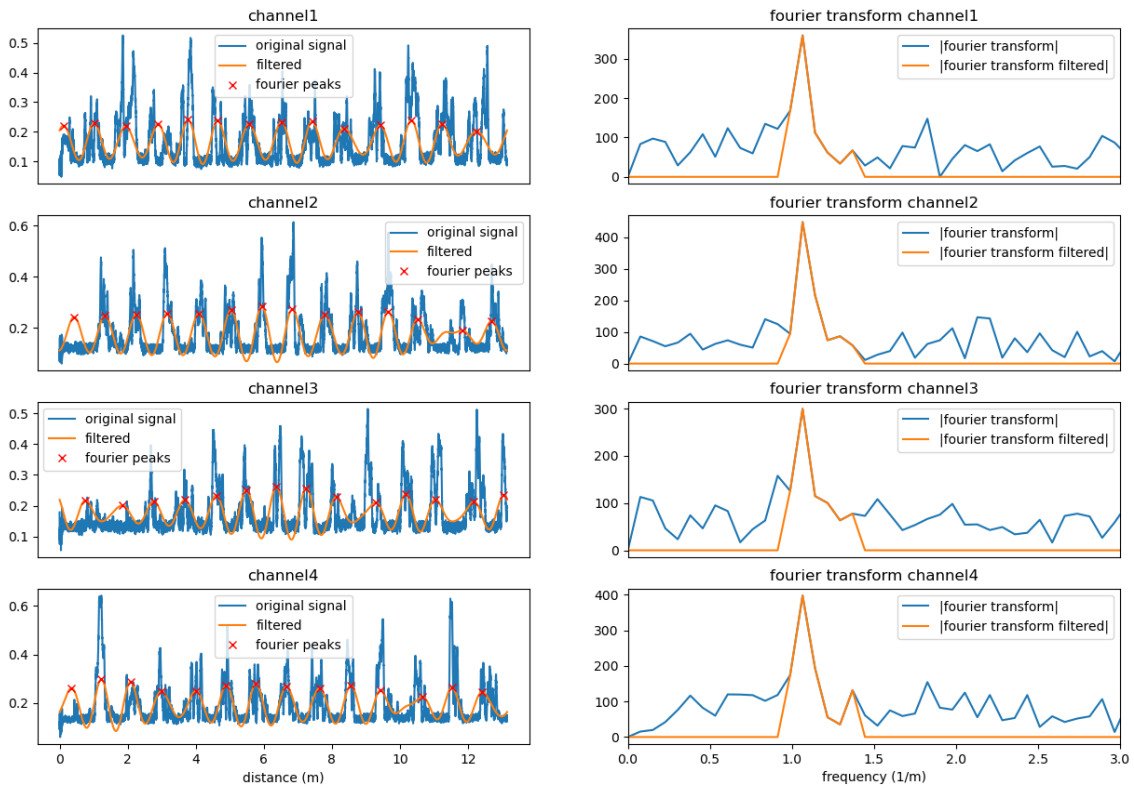 channel1
fourier transform channel1
0.5
0.4
0.3
0.2
0.1
original signal
filtered
fourier peaks
300
200
100
0
|fourier transform|
|fourier transform filtered|
channel2
fourier transform channel2
0.6
0.4
0.2
original signal
filtered
fourier peaks
400
300
200
100
0
|fourier transform|
|fourier transform filtered|
channel3
fourier transform channel3
0.5
0.4
0.3
0.2
0.1
original signal
filtered
fourier peaks
300
200
100
0
|fourier transform|
|fourier transform filtered|
channel4
fourier transform channel4
0.6
0.4
0.2
original signal
filtered
fourier peaks
400
300
200
100
0
|fourier transform|
|fourier transform filtered|
0 2 4 6 8 10 12
distance (m)
0.0 0.5 1.0 1.5 2.0 2.5 3.0
frequency (1/m)